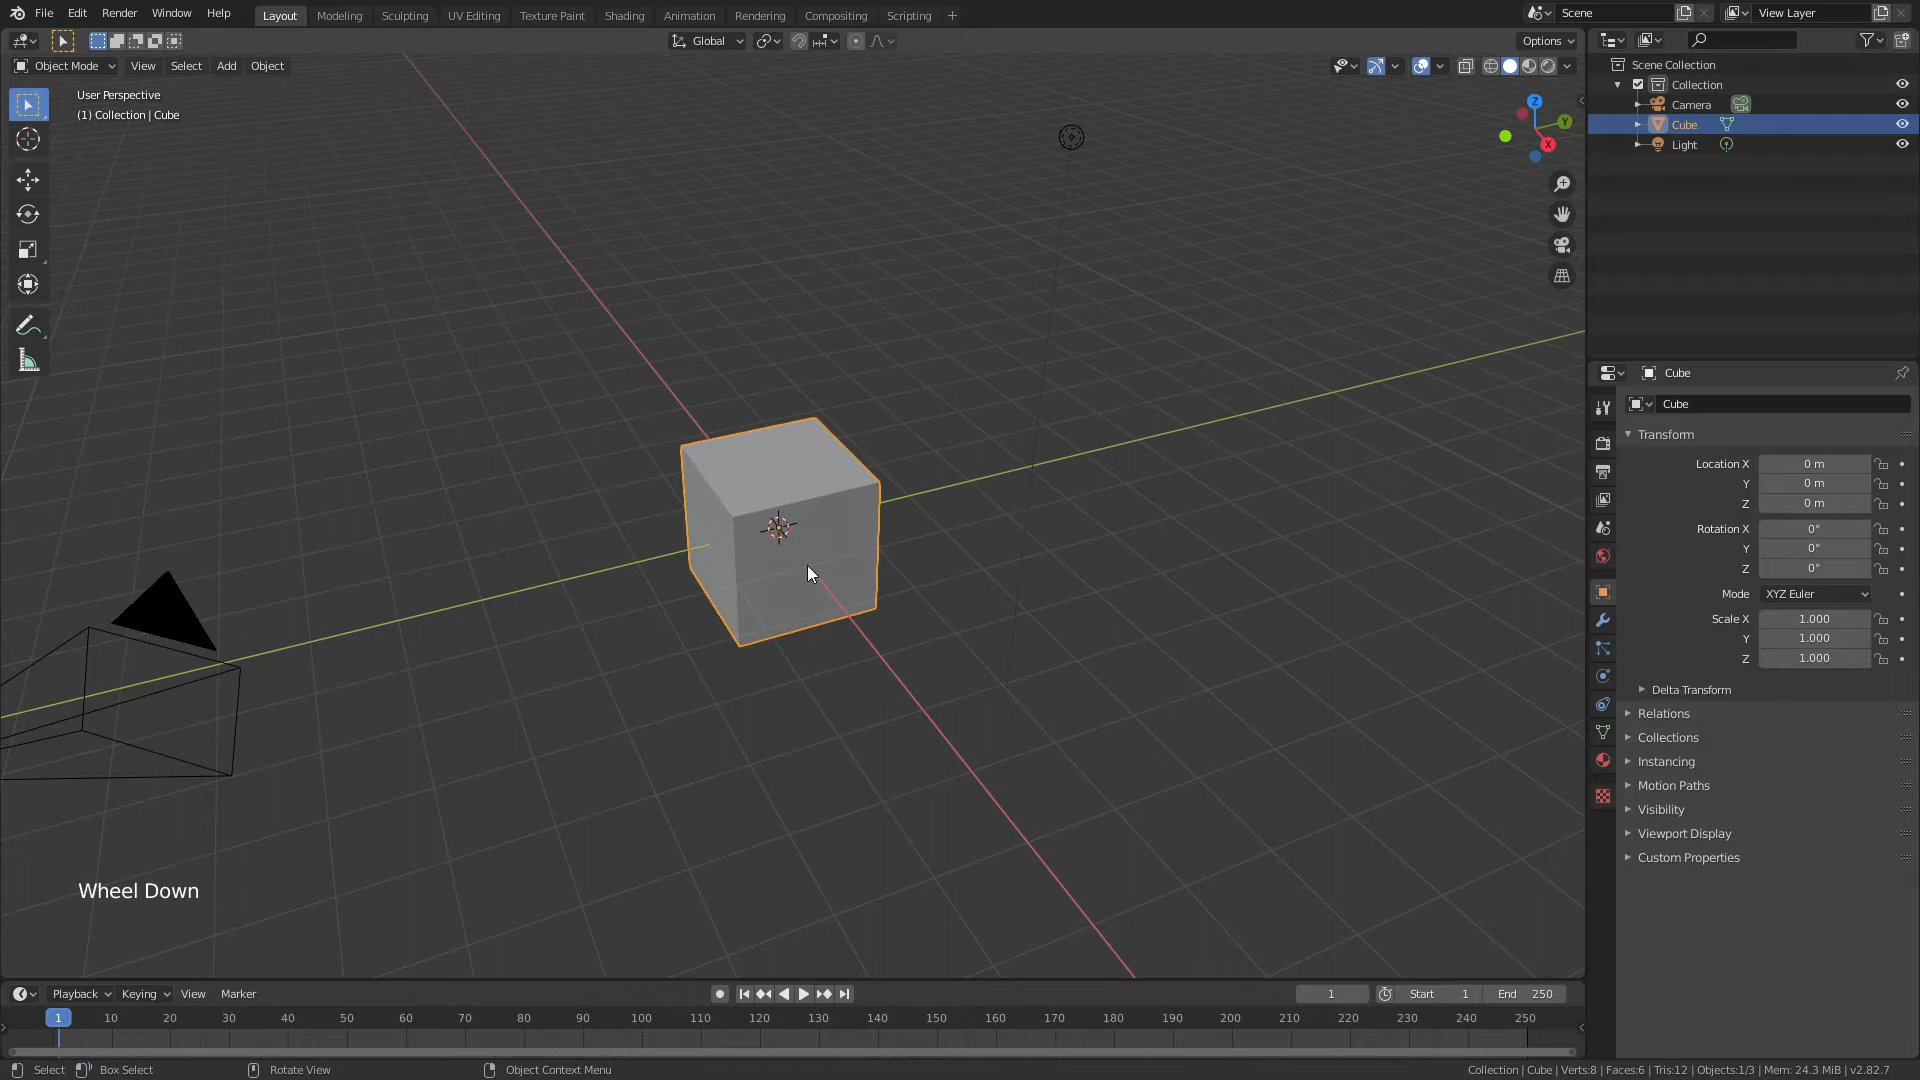 File Edit Render Window Help Layout Modeling Sculpting UV Editing Texture Paint Shading Animation Rendering Compositing Scripting + Scene View Layer
Global Options
Object Mode View Select Add Object
User Perspective
(1) Collection | Cube
Z
Y
X
Scene Collection
Collection
Camera
Cube
Light
Cube
Cube
Transform
Location X 0 m
Y 0 m
Z 0 m
Rotation X 0°
Y 0°
Z 0°
Mode XYZ Euler
Scale X 1.000
Y 1.000
Z 1.000
Delta Transform
Relations
Collections
Instancing
Motion Paths
Visibility
Viewport Display
Custom Properties
Wheel Down
Playback Keying View Marker 1 Start 1 End 250
1 10 20 30 40 50 60 70 80 90 100 110 120 130 140 150 160 170 180 190 200 210 220 230 240 250
Select Box Select Rotate View Object Context Menu Collection | Cube | Verts:8 | Faces:6 | Tris:12 | Objects:1/3 | Mem: 24.3 MiB | v2.82.7